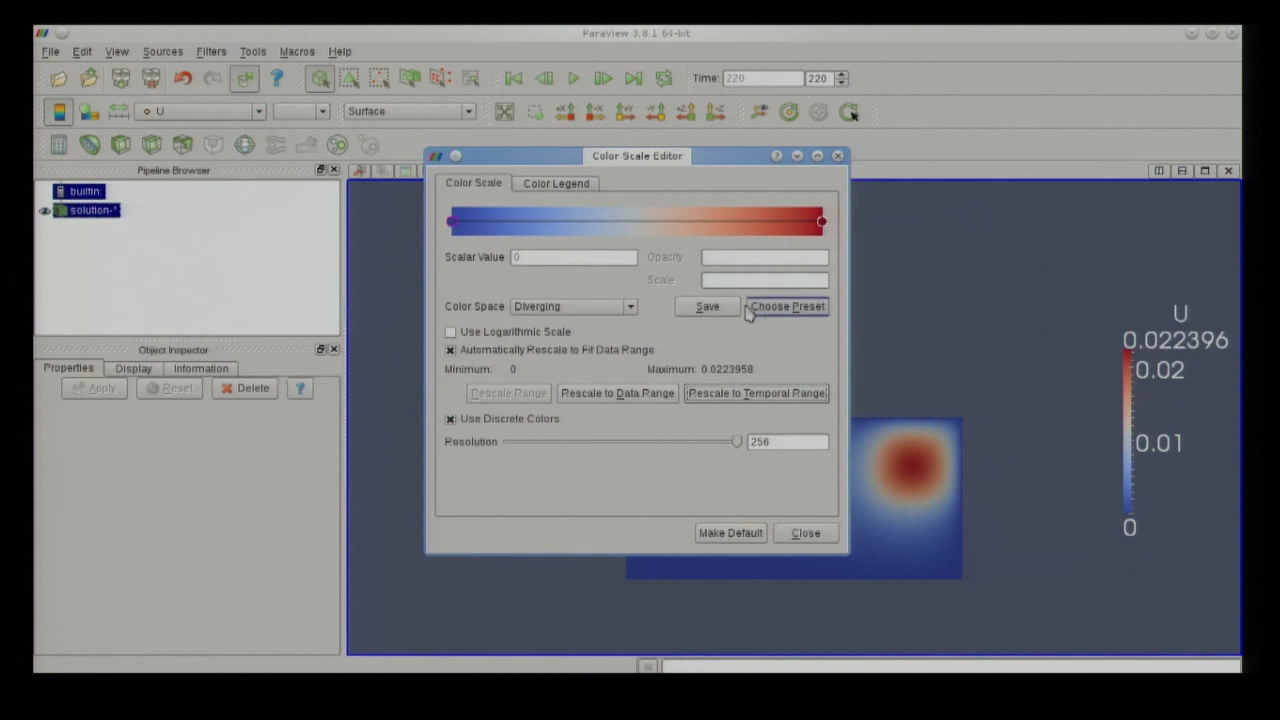 ParaView 3.8.1 64-bit
File Edit View Sources Filters Tools Macros Help
Time: 220 220
U Surface
Pipeline Browser
builtin:
solution-*
Object Inspector
Properties Display Information
Apply Reset Delete ?
Color Scale Editor
Color Scale Color Legend
Scalar Value 0 Opacity
Scale
Color Space Diverging Save Choose Preset
Use Logarithmic Scale
Automatically Rescale to Fit Data Range
Minimum: 0 Maximum: 0.0223958
Rescale Range Rescale to Data Range Rescale to Temporal Range
Use Discrete Colors
Resolution 256
Make Default Close
U
0.022396
0.02
0.01
0